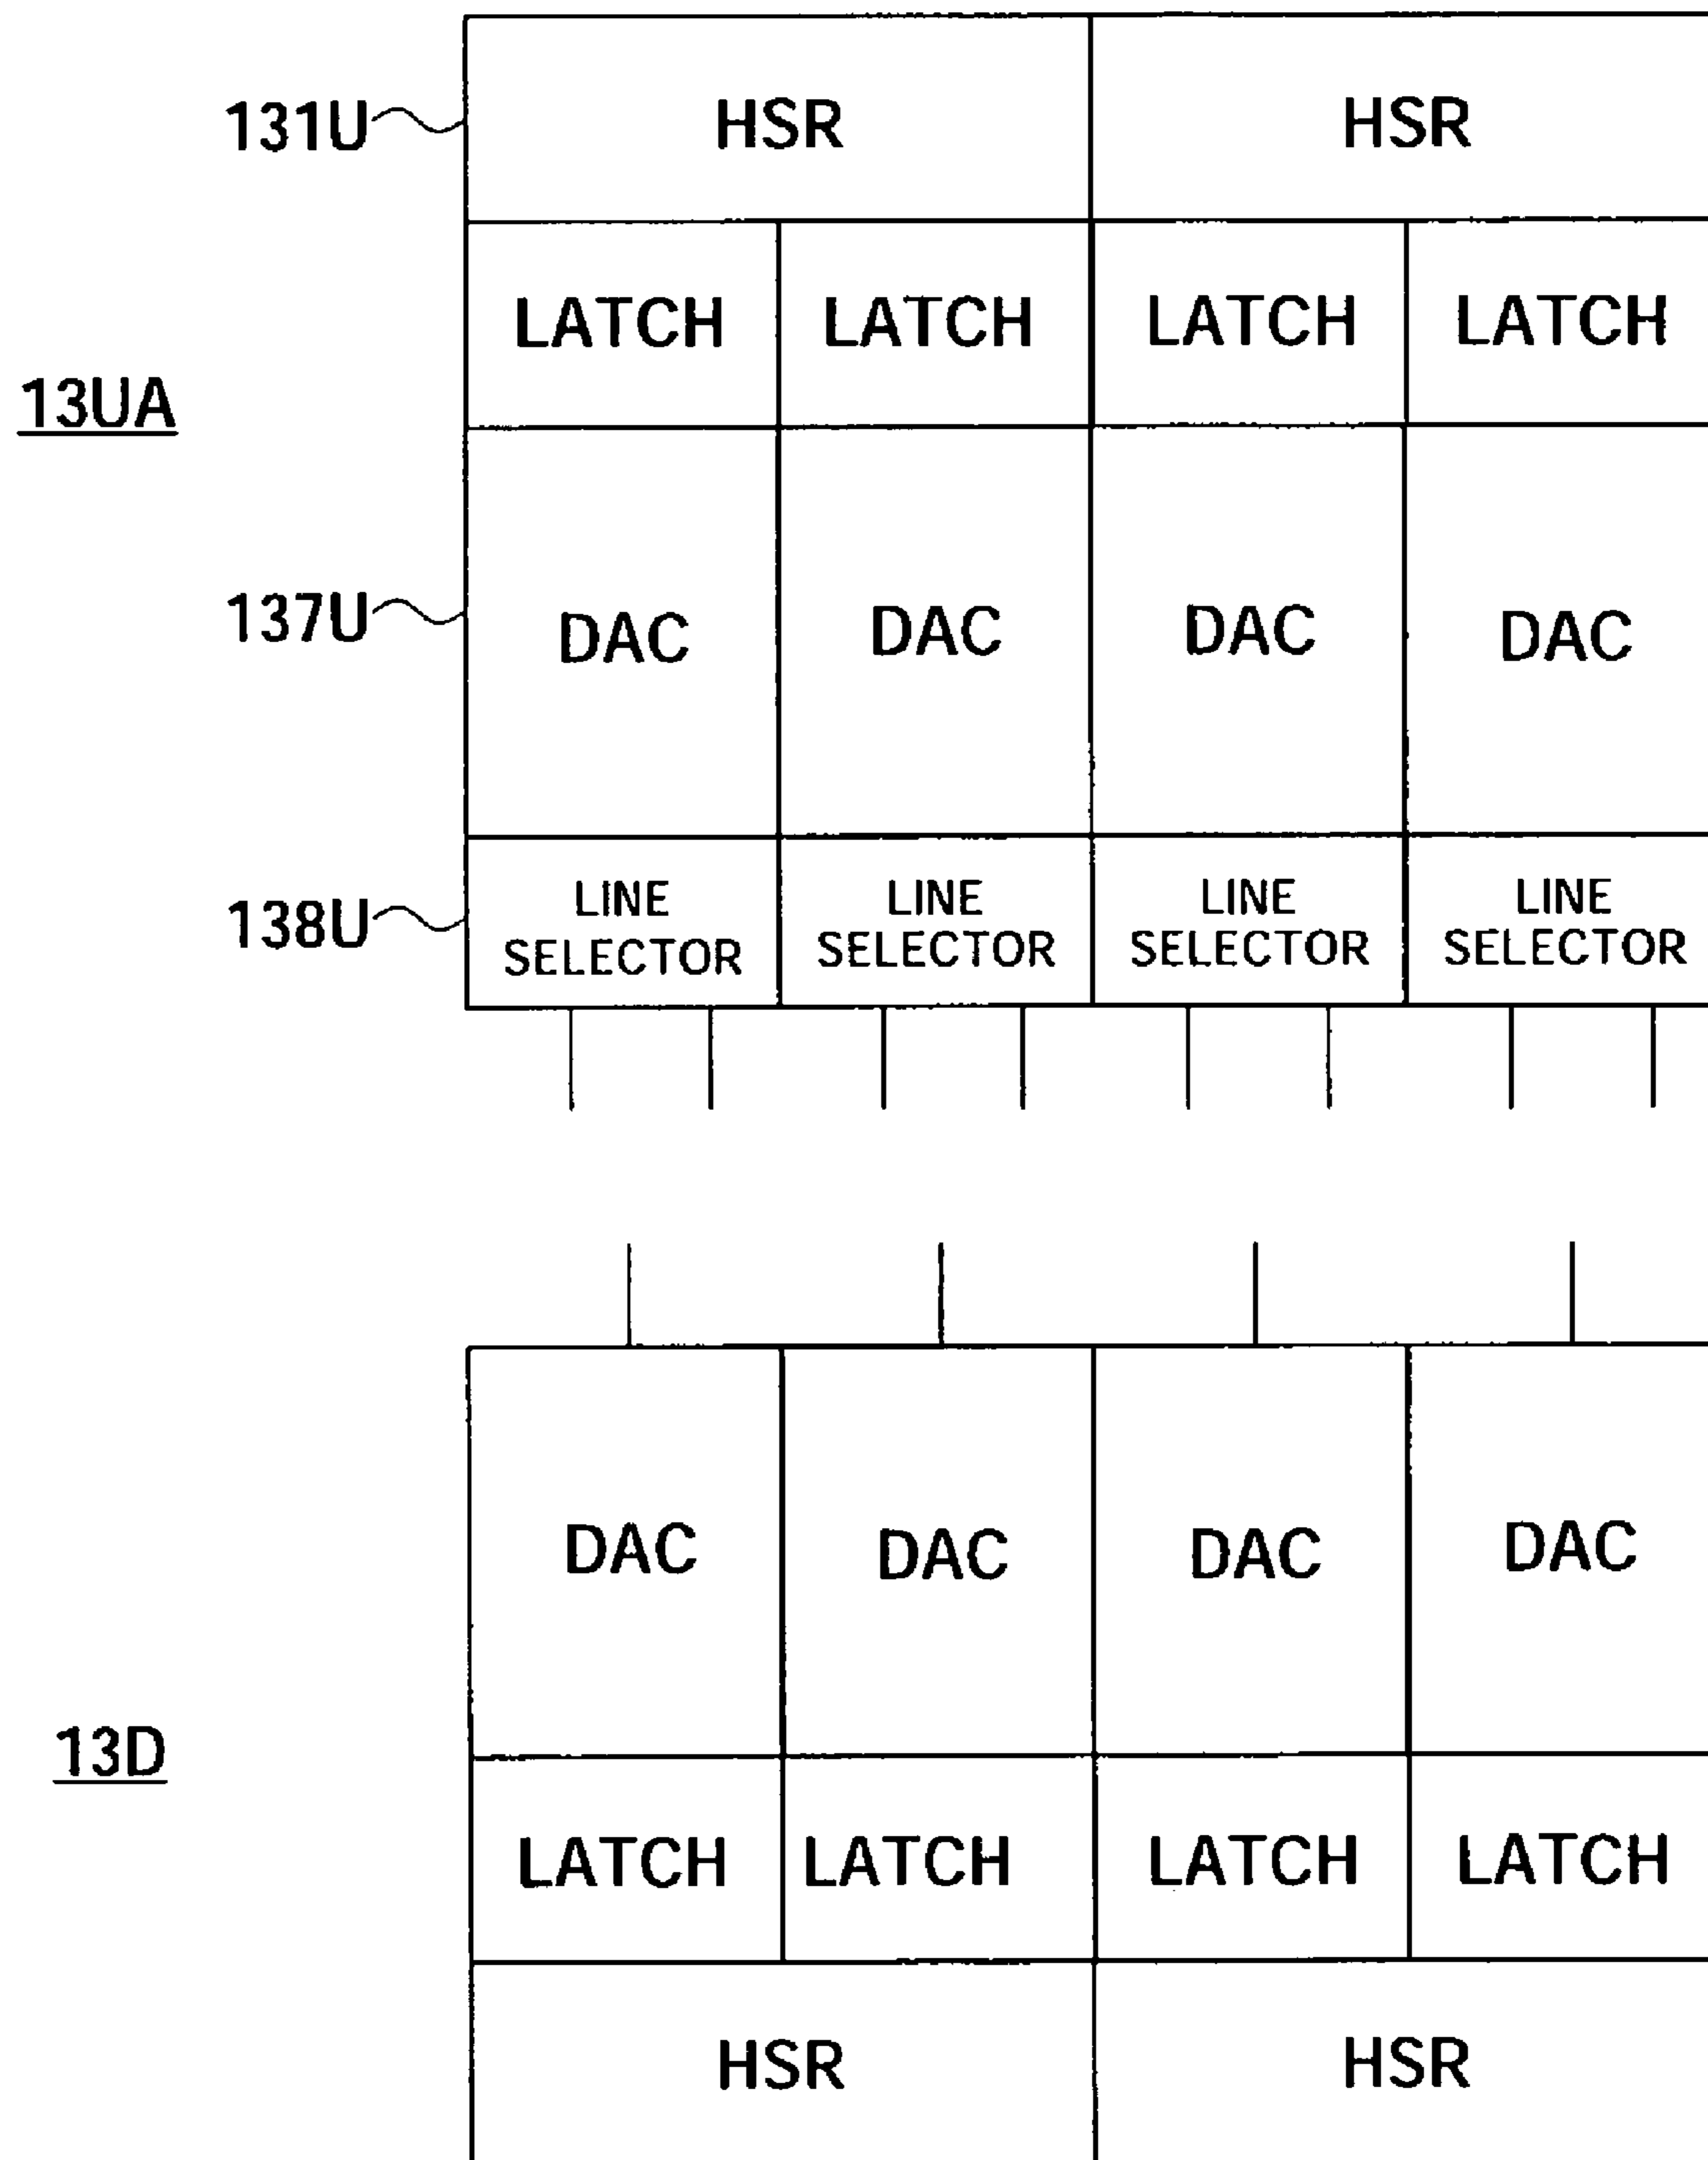 131U HSR HSR
LATCH LATCH LATCH LATCH
13UA
137U DAC DAC DAC DAC
138U LINE SELECTOR LINE SELECTOR LINE SELECTOR LINE SELECTOR
DAC DAC DAC DAC
13D
LATCH LATCH LATCH LATCH
HSR HSR